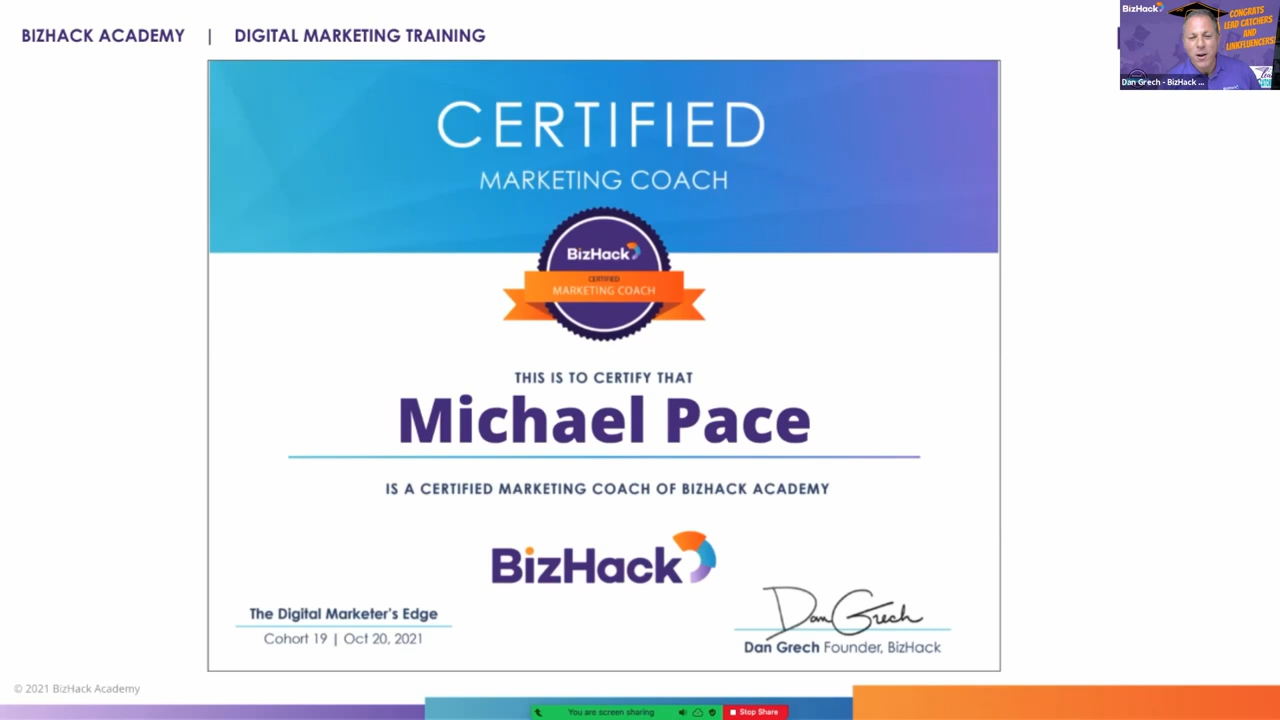 BIZHACK ACADEMY | DIGITAL MARKETING TRAINING
BizHack
CONGRATS
LEAD CATCHERS
AND
LINKFLUENCERS!
Dan Grech - BizHack ...
CERTIFIED
MARKETING COACH
BizHack
CERTIFIED
MARKETING COACH
THIS IS TO CERTIFY THAT
Michael Pace
IS A CERTIFIED MARKETING COACH OF BIZHACK ACADEMY
BizHack
The Digital Marketer's Edge
Cohort 19 | Oct 20, 2021
Dan Grech
Dan Grech Founder, BizHack
© 2021 BizHack Academy
You are screen sharing
Stop Share